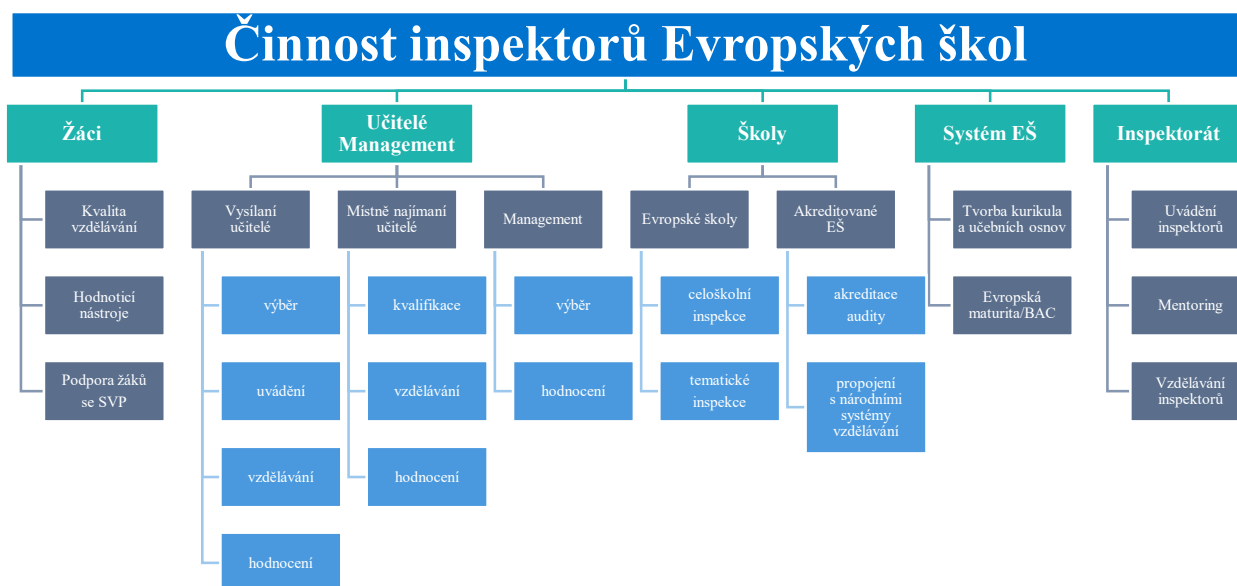 Činnost inspektorů Evropských škol
Žáci
Kvalita
vzdělávání
Hodnoticí
nástroje
Podpora žáků
se SVP
Učitelé
Management
Vysílaní
učitelé
výběr
uvádění
vzdělávání
hodnocení
Místně najímaní
učitelé
kvalifikace
vzdělávání
hodnocení
Management
výběr
hodnocení
Školy
Evropské školy
celoškolní
inspekce
tematické
inspekce
Akreditované
EŠ
akreditace
audity
propojení
s národními
systémy
vzdělávání
Systém EŠ
Tvorba kurikula
a učebních osnov
Evropská
maturita/BAC
Inspektorát
Uvádění
inspektorů
Mentoring
Vzdělávání
inspektorů